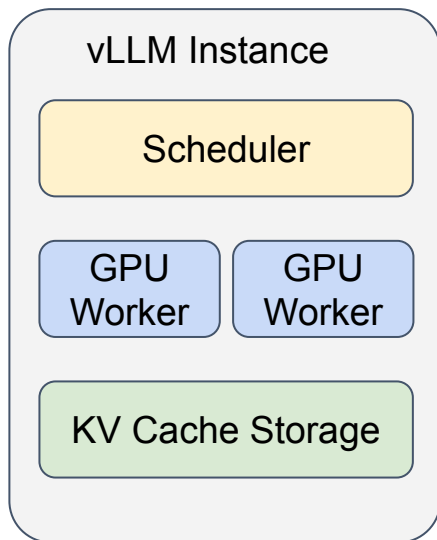 vLLM Instance
Scheduler
GPU
Worker
GPU
Worker
KV Cache Storage